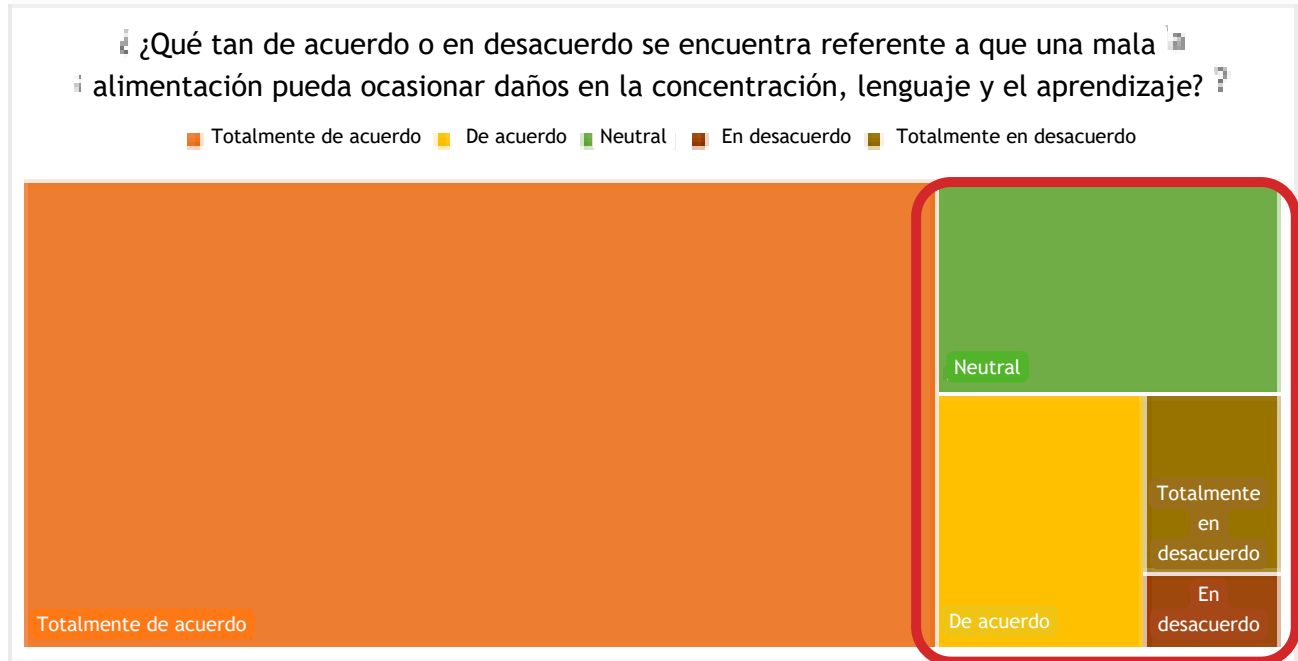 ¿Qué tan de acuerdo o en desacuerdo se encuentra referente a que una mala
alimentación pueda ocasionar daños en la concentración, lenguaje y el aprendizaje?
Totalmente de acuerdo De acuerdo Neutral En desacuerdo Totalmente en desacuerdo
Neutral
Totalmente
en
desacuerdo
En
desacuerdo
De acuerdo
Totalmente de acuerdo